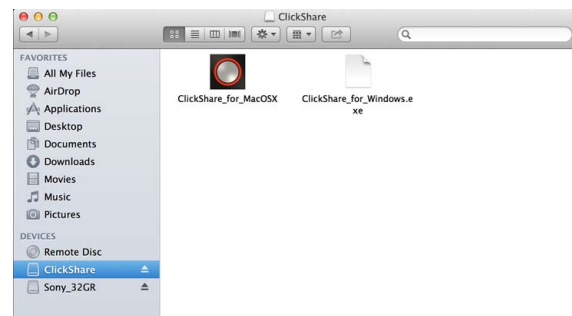 ClickShare
FAVORITES
All My Files
AirDrop
Applications
Desktop
Documents
Downloads
Movies
Music
Pictures
DEVICES
Remote Disc
ClickShare
Sony_32GR
ClickShare_for_MacOSX
ClickShare_for_Windows.e
xe